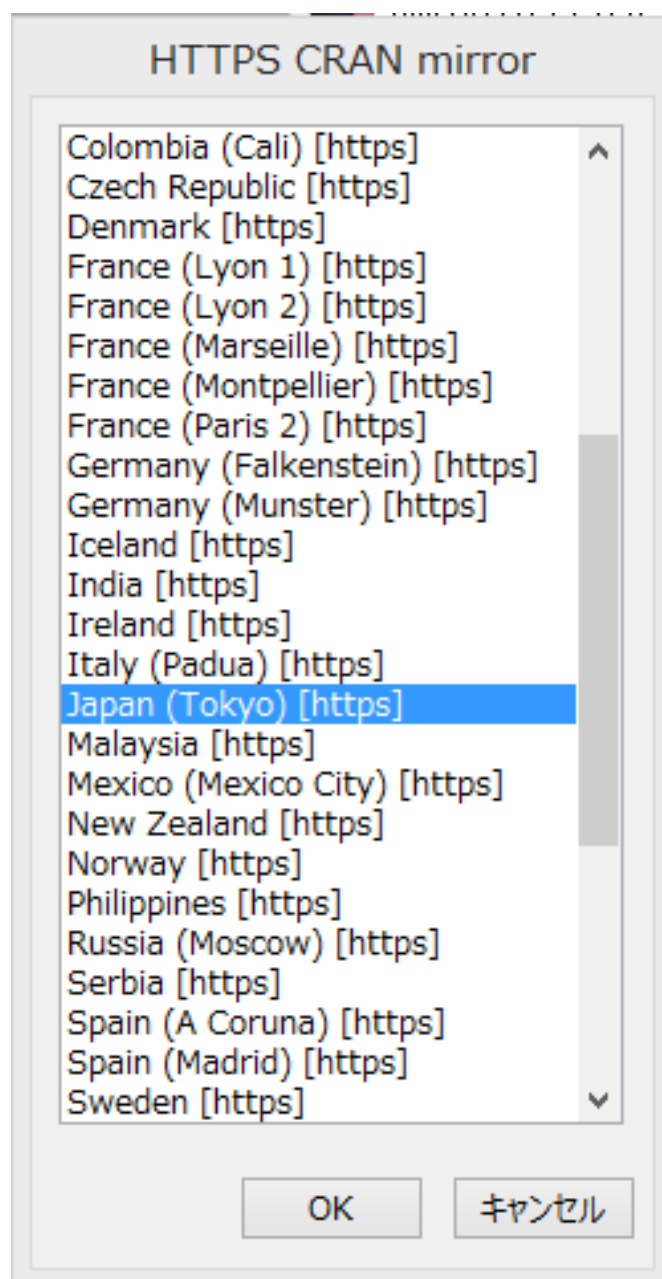 HTTPS CRAN mirror
Colombia (Cali) [https]
Czech Republic [https]
Denmark [https]
France (Lyon 1) [https]
France (Lyon 2) [https]
France (Marseille) [https]
France (Montpellier) [https]
France (Paris 2) [https]
Germany (Falkenstein) [https]
Germany (Munster) [https]
Iceland [https]
India [https]
Ireland [https]
Italy (Padua) [https]
Japan (Tokyo) [https]
Malaysia [https]
Mexico (Mexico City) [https]
New Zealand [https]
Norway [https]
Philippines [https]
Russia (Moscow) [https]
Serbia [https]
Spain (A Coruna) [https]
Spain (Madrid) [https]
Sweden [https]
OK キャンセル